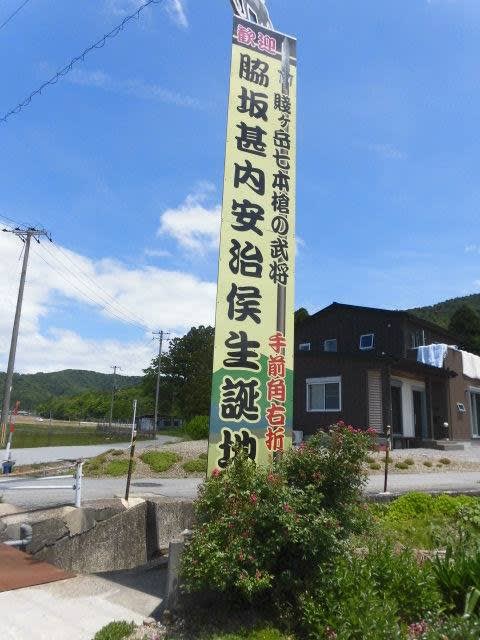 歓迎
賤ヶ岳七本槍の武将
脇坂甚内安治侯生誕地
手前角右折